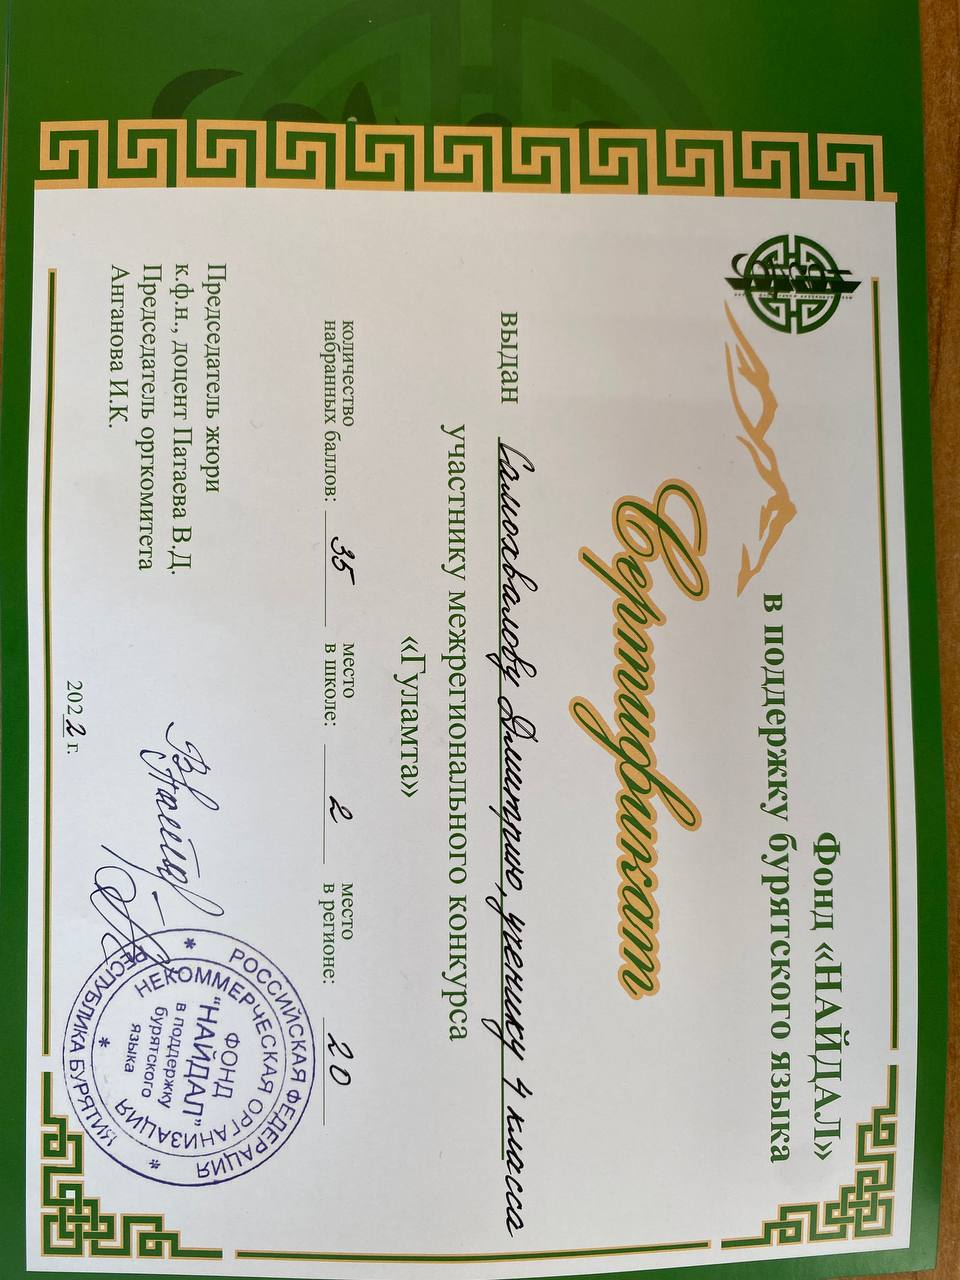 Фонд «НАЙДАЛ»
в поддержку бурятского языка
Сертификат
выдан Самохвалову Дмитрию, ученику 4 класса
участнику межрегионального конкурса
«Гуламта»
количество
набранных баллов: 35
место
в школе: 2
место
в регионе: 20
Председатель жюри
к.ф.н., доцент Патаева В.Д.
Председатель оргкомитета
Анганова И.К.
2022 г.
РОССИЙСКАЯ ФЕДЕРАЦИЯ
РЕСПУБЛИКА БУРЯТИЯ
НЕКОММЕРЧЕСКАЯ ОРГАНИЗАЦИЯ
ФОНД
"НАЙДАЛ"
в поддержку
бурятского
языка